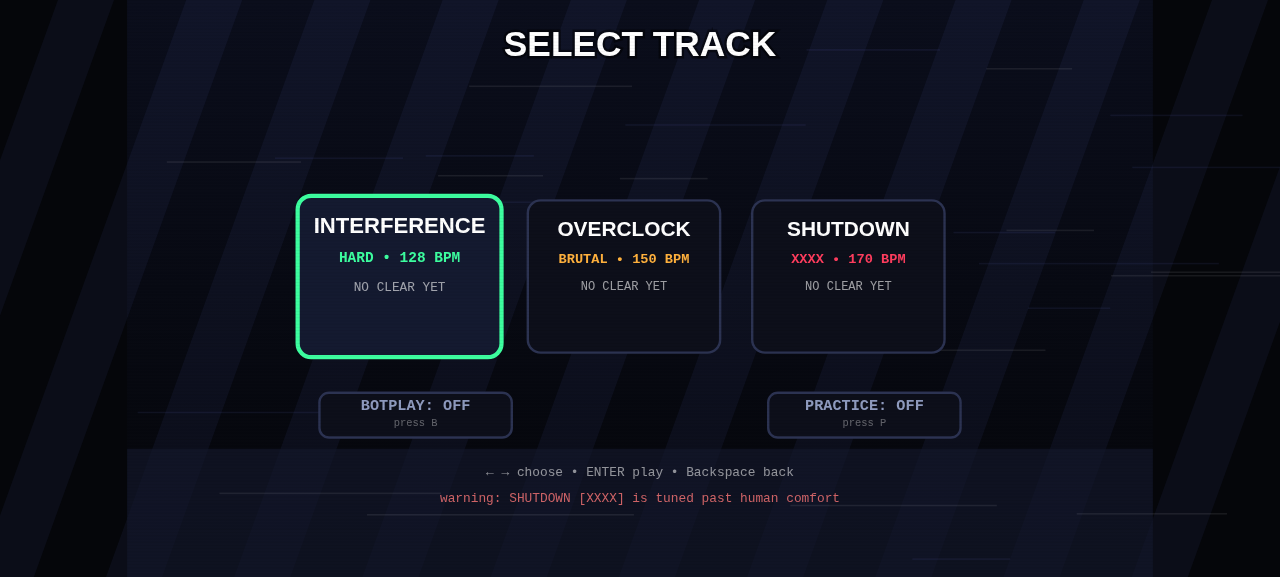 SELECT TRACK
INTERFERENCE
HARD • 128 BPM
NO CLEAR YET
OVERCLOCK
BRUTAL • 150 BPM
NO CLEAR YET
SHUTDOWN
XXXX • 170 BPM
NO CLEAR YET
BOTPLAY: OFF
press B
PRACTICE: OFF
press P
← → choose • ENTER play • Backspace back
warning: SHUTDOWN [XXXX] is tuned past human comfort